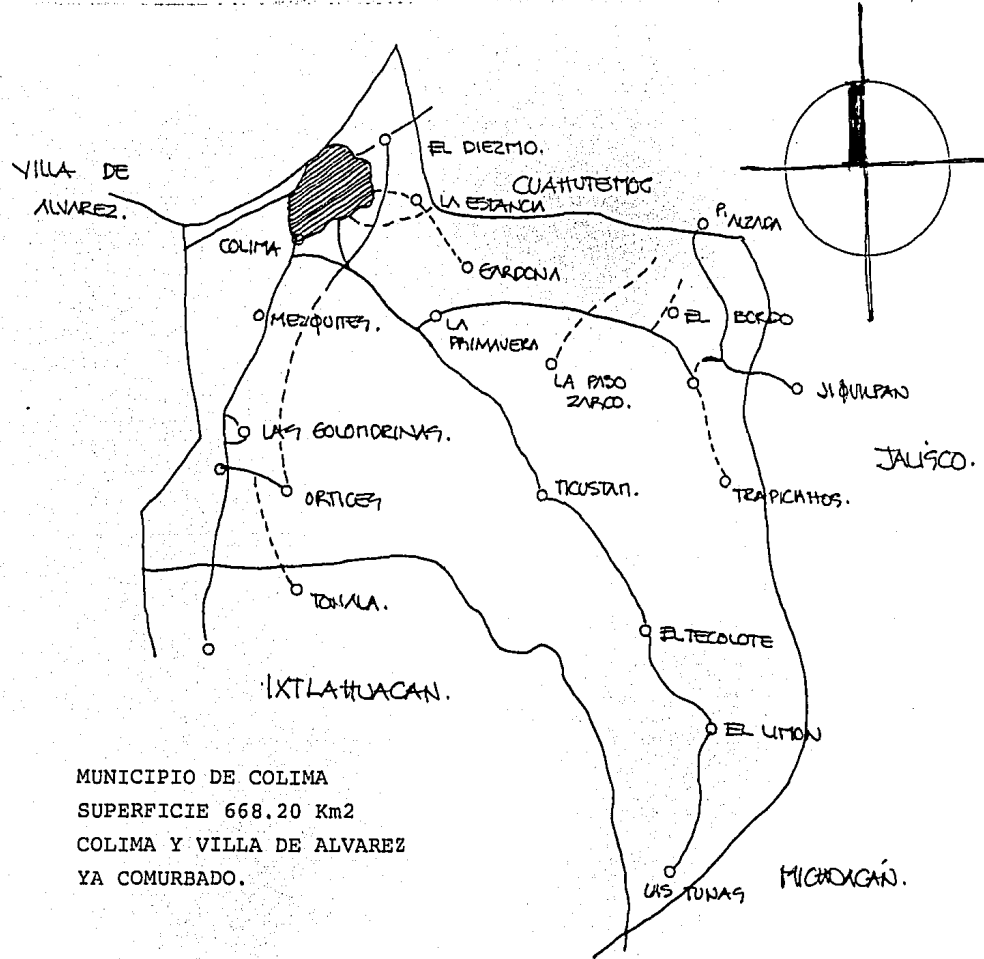 EL DIEZMO.
VILLA DE
ALVAREZ.
CUAHUTEMOC
LA ESTANCIA
P. ALZADA
COLIMA
CARDONA
MEZQUITES.
LA
PRIMAVERA
EL BORDO
LA PASO
ZARCO.
JIQUILPAN
LAS GOLONDRINAS.
JALISCO.
ORTICES
TICUSTAN.
TRAPICHITOS.
TONALA.
EL TECOLOTE
IXTLAHUACAN.
EL LIMON
MUNICIPIO DE COLIMA
SUPERFICIE 668.20 Km2
COLIMA Y VILLA DE ALVAREZ
YA COMURBADO.
LAS TUNAS
MICHOACÁN.